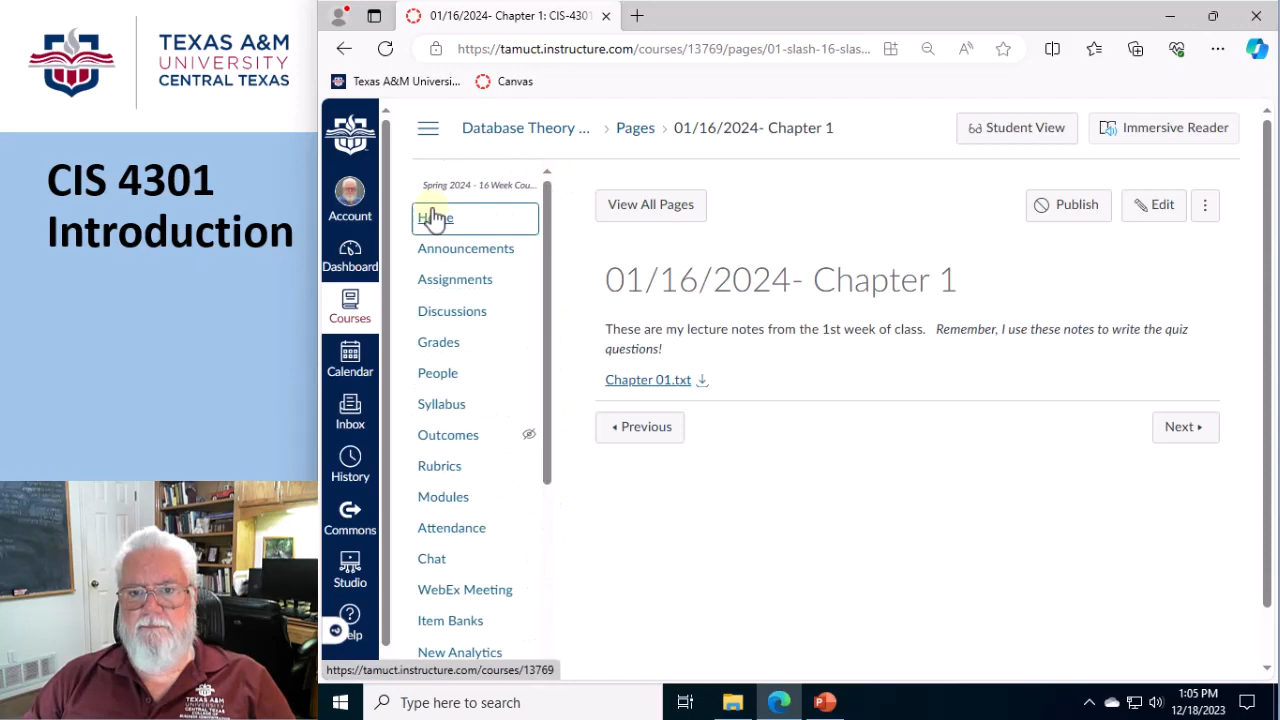 TEXAS A&M
UNIVERSITY
CENTRAL TEXAS
CIS 4301
Introduction
01/16/2024- Chapter 1: CIS-4301
https://tamuct.instructure.com/courses/13769/pages/01-slash-16-slas...
Texas A&M Universi...
Canvas
Database Theory ...
Pages
01/16/2024- Chapter 1
Student View
Immersive Reader
Account
Dashboard
Courses
Calendar
Inbox
History
Commons
Studio
Spring 2024 - 16 Week Cou...
Announcements
Assignments
Discussions
Grades
People
Syllabus
Outcomes
Rubrics
Modules
Attendance
Chat
WebEx Meeting
Item Banks
New Analytics
View All Pages
Publish
Edit
01/16/2024- Chapter 1
These are my lecture notes from the 1st week of class. Remember, I use these notes to write the quiz
questions!
Chapter 01.txt
Previous
Next
https://tamuct.instructure.com/courses/13769
Type here to search
1:05 PM
12/18/2023
TEXAS A&M
UNIVERSITY
CENTRAL TEXAS